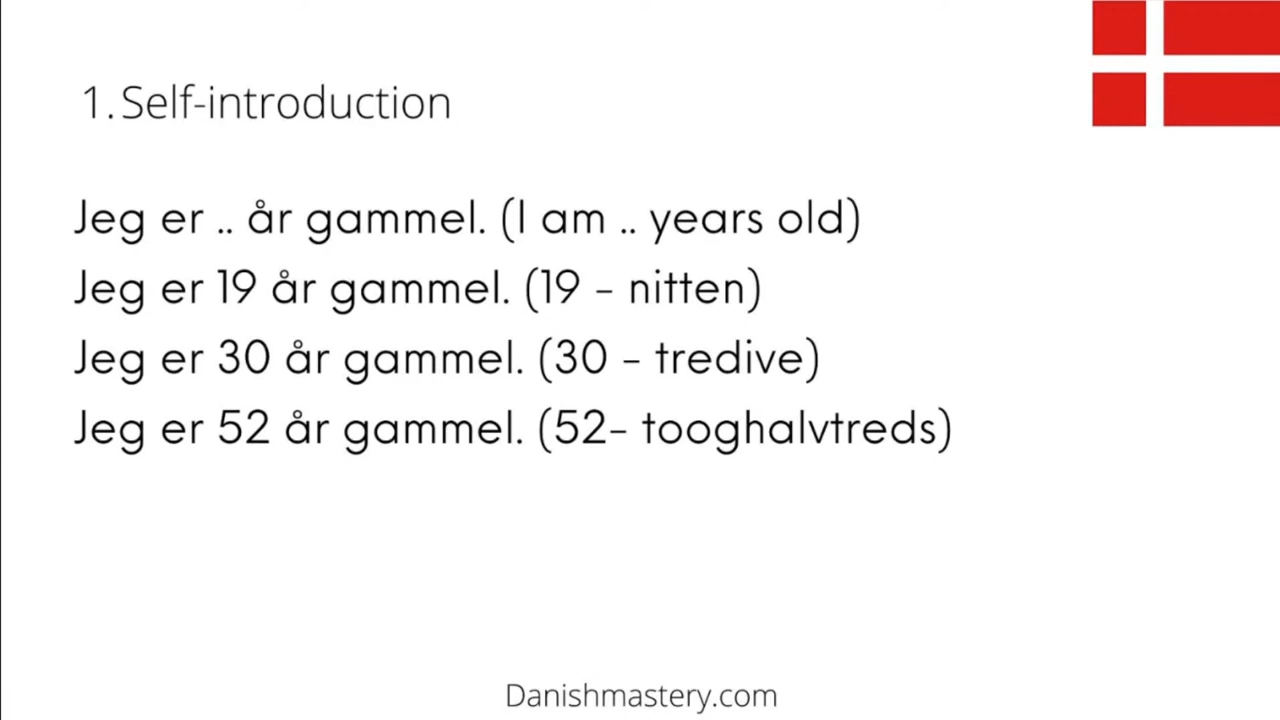 1. Self-introduction
Jeg er .. år gammel. (I am .. years old)
Jeg er 19 år gammel. (19 - nitten)
Jeg er 30 år gammel. (30 - tredive)
Jeg er 52 år gammel. (52- tooghalvtreds)
Danishmastery.com